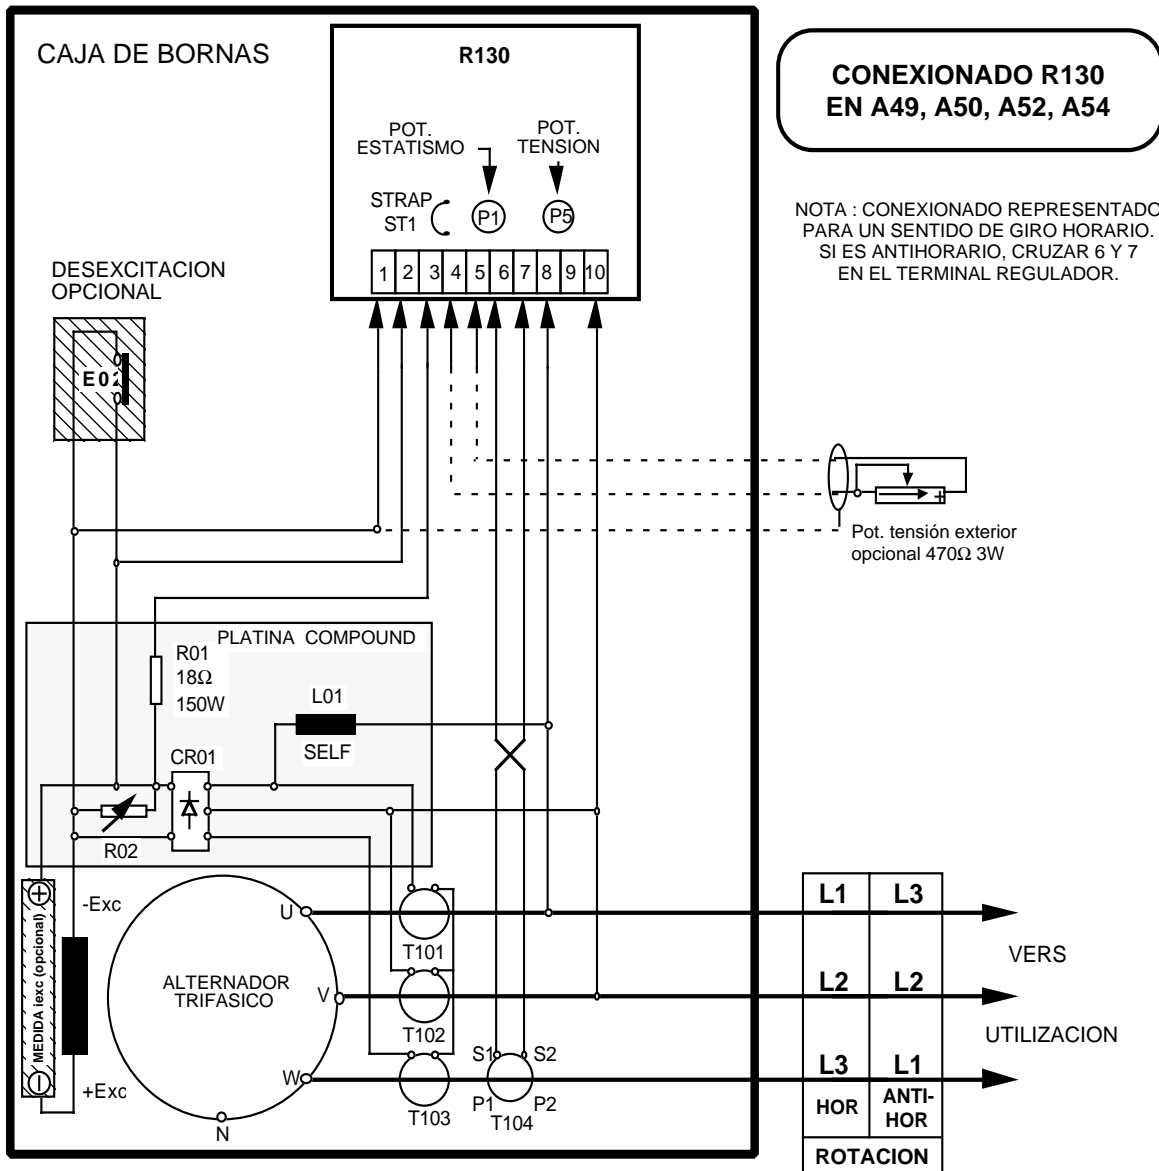 CAJA DE BORNAS
R130
CONEXIONADO R130
EN A49, A50, A52, A54
POT.
ESTATISMO
POT.
TENSION
STRAP
ST1
P1
P5
NOTA : CONEXIONADO REPRESENTADO
PARA UN SENTIDO DE GIRO HORARIO.
SI ES ANTIHORARIO, CRUZAR 6 Y 7
EN EL TERMINAL REGULADOR.
1 2 3 4 5 6 7 8 9 10
DESEXCITACION
OPCIONAL
E02
Pot. tensión exterior
opcional 470Ω 3W
PLATINA COMPOUND
R01
18Ω
150W
L01
SELF
CR01
R02
+
-Exc
MEDIDA iexc (opcional)
+Exc
ALTERNADOR
TRIFASICO
U
V
W
N
T101
T102
T103
S1
S2
P1
P2
T104
L1 L3
L2 L2
L3 L1
HOR
ANTI-
HOR
ROTACION
VERS
UTILIZACION